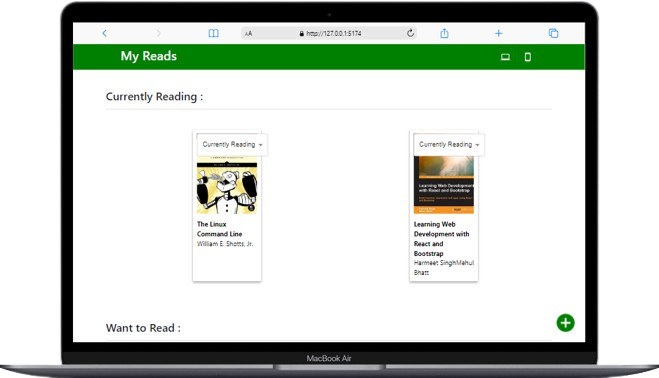 AA http://127.0.0.1:5174
My Reads
Currently Reading :
Currently Reading
Currently Reading
Learning Web Development
with React and Bootstrap
The Linux
Command Line
William E. Shotts, Jr.
Learning Web
Development with
React and
Bootstrap
Harmeet SinghMehul
Bhatt
Want to Read :
MacBook Air